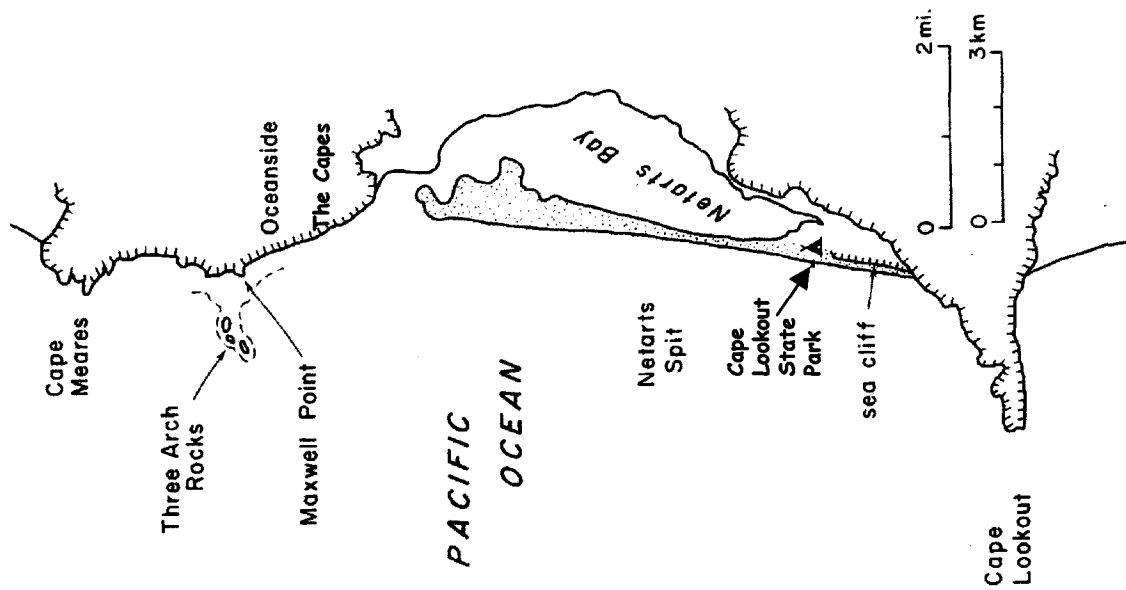 Cape
Meares
Three Arch
Rocks
Maxwell Point
Oceanside
The Capes
PACIFIC
OCEAN
Netarts Bay
Netarts
Spit
Cape
Lookout
State
Park
sea cliff
Cape
Lookout
0 2 mi.
0 3 km